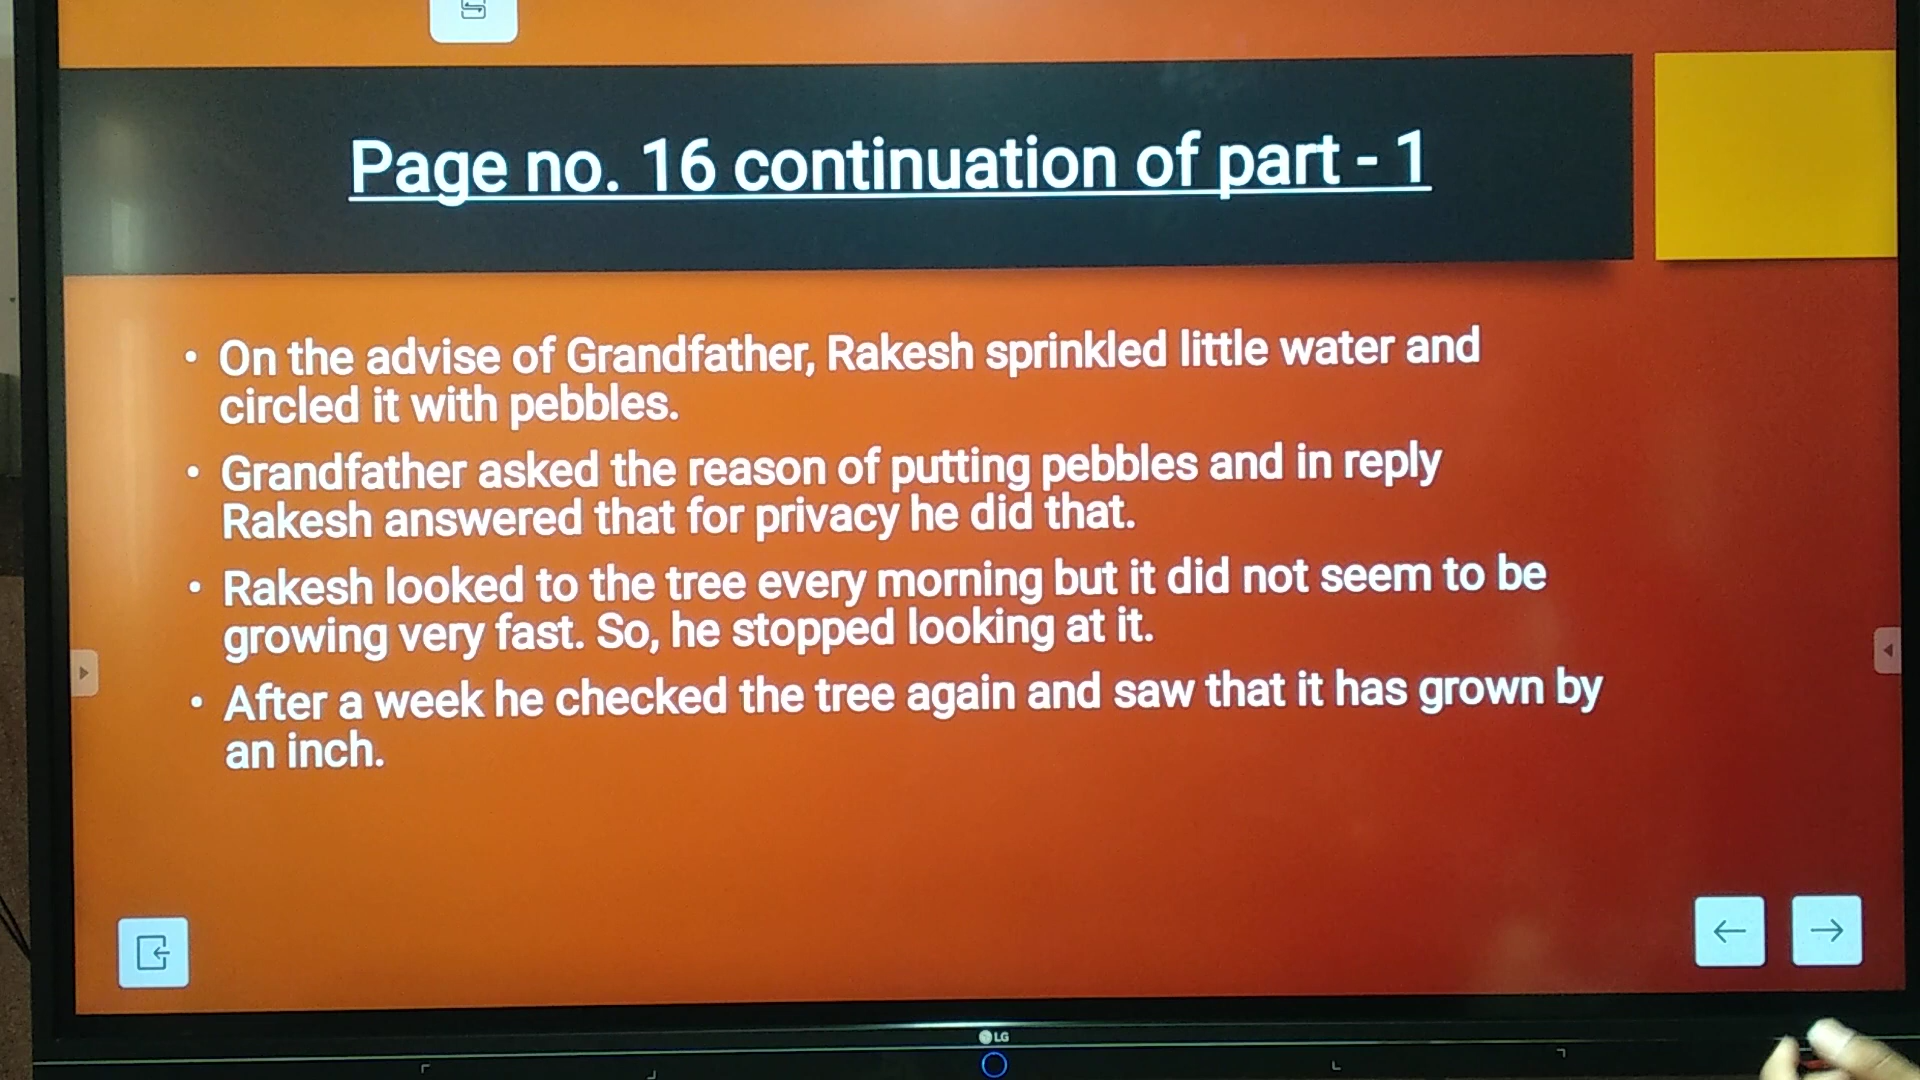 Page no. 16 continuation of part - 1
• On the advise of Grandfather, Rakesh sprinkled little water and
circled it with pebbles.
• Grandfather asked the reason of putting pebbles and in reply
Rakesh answered that for privacy he did that.
• Rakesh looked to the tree every morning but it did not seem to be
growing very fast. So, he stopped looking at it.
• After a week he checked the tree again and saw that it has grown by
an inch.
LG